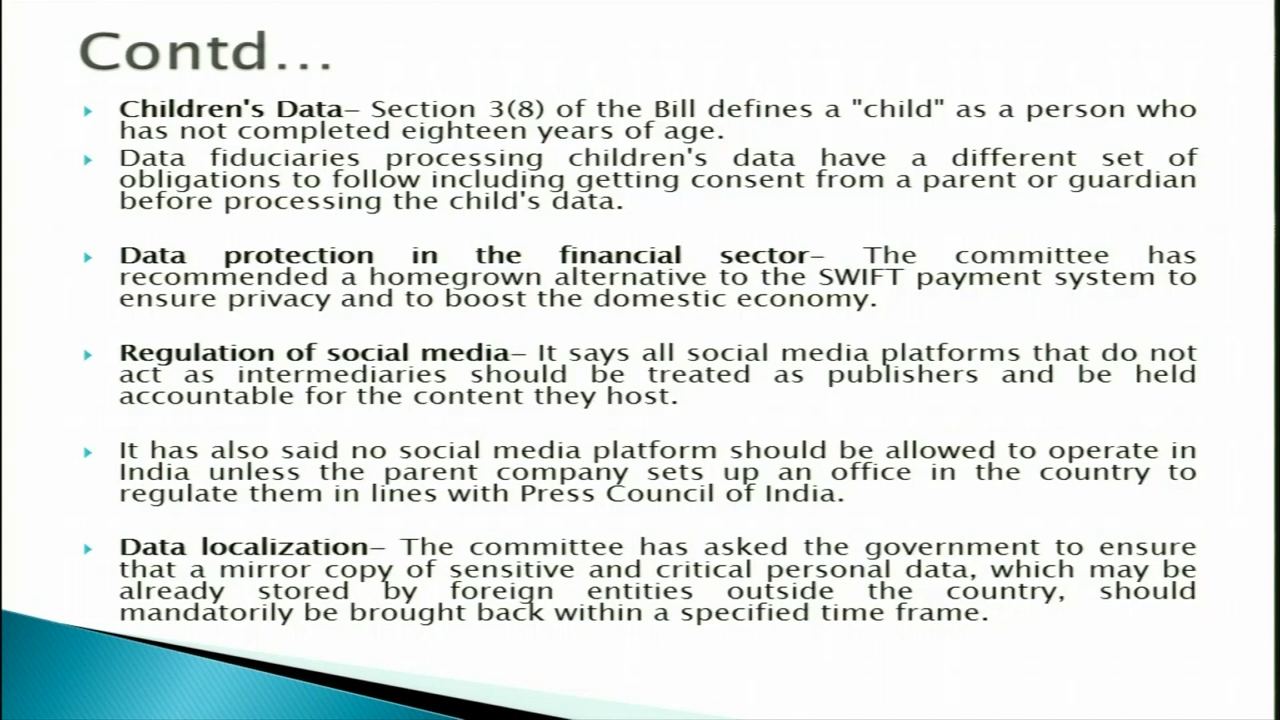 Contd...
Children's Data– Section 3(8) of the Bill defines a "child" as a person who
has not completed eighteen years of age.
Data fiduciaries processing children's data have a different set of
obligations to follow including getting consent from a parent or guardian
before processing the child's data.
Data protection in the financial sector– The committee has
recommended a homegrown alternative to the SWIFT payment system to
ensure privacy and to boost the domestic economy.
Regulation of social media– It says all social media platforms that do not
act as intermediaries should be treated as publishers and be held
accountable for the content they host.
It has also said no social media platform should be allowed to operate in
India unless the parent company sets up an office in the country to
regulate them in lines with Press Council of India.
Data localization– The committee has asked the government to ensure
that a mirror copy of sensitive and critical personal data, which may be
already stored by foreign entities outside the country, should
mandatorily be brought back within a specified time frame.